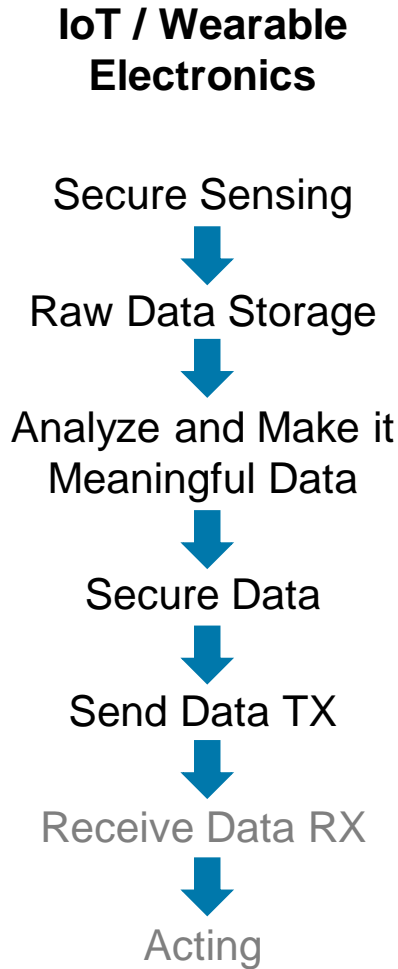 IoT / Wearable
Electronics
Secure Sensing
Raw Data Storage
Analyze and Make it
Meaningful Data
Secure Data
Send Data TX
Receive Data RX
Acting